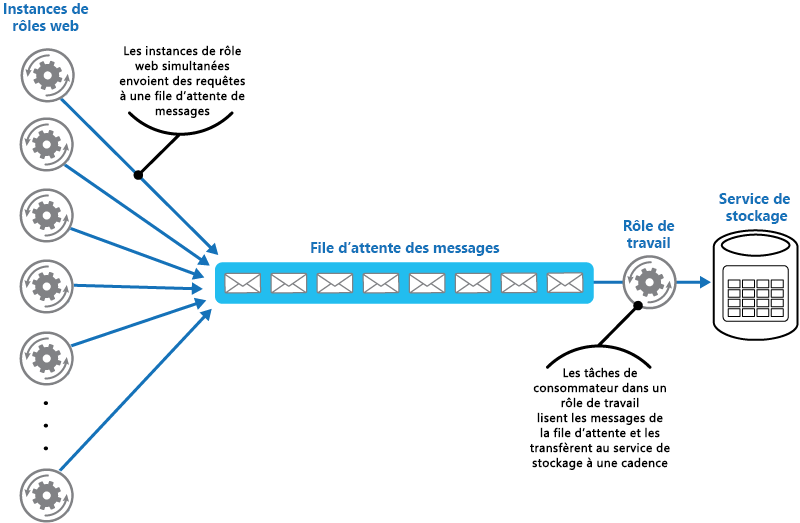 Instances de
rôles web
Les instances de rôle
web simultanées
envoient des requêtes
à une file d’attente de
messages
File d’attente des messages
Rôle de
travail
Service de
stockage
Les tâches de
consommateur dans un
rôle de travail
lisent les messages de
la file d’attente et les
transfèrent au service de
stockage à une cadence